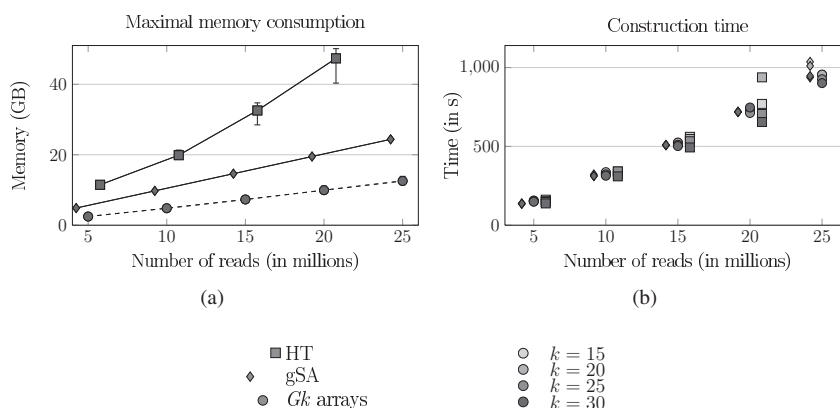 Maximal memory consumption
Memory (GB)
40
20
0
5 10 15 20 25
Number of reads (in millions)
(a)
Construction time
Time (in s)
1,000
500
0
5 10 15 20 25
Number of reads (in millions)
(b)
HT
gSA
Gk arrays
k = 15
k = 20
k = 25
k = 30